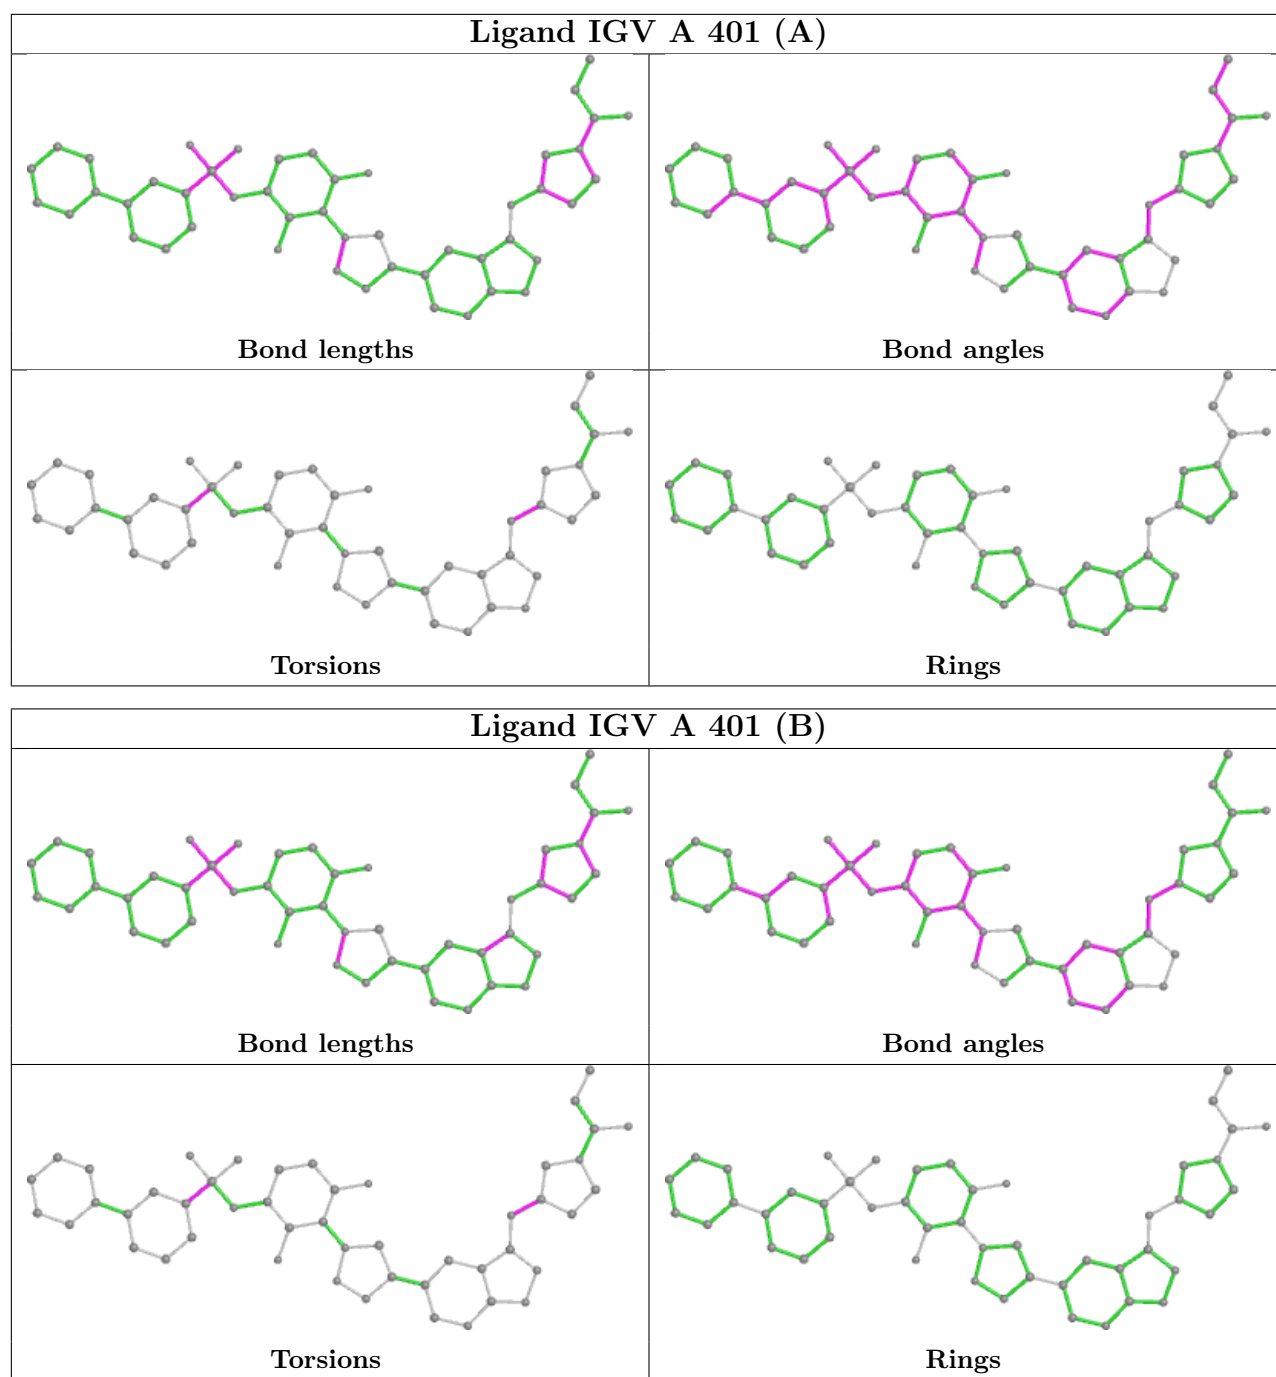 Ligand IGV A 401 (A)
Bond lengths
Bond angles
Torsions
Rings
Ligand IGV A 401 (B)
Bond lengths
Bond angles
Torsions
Rings